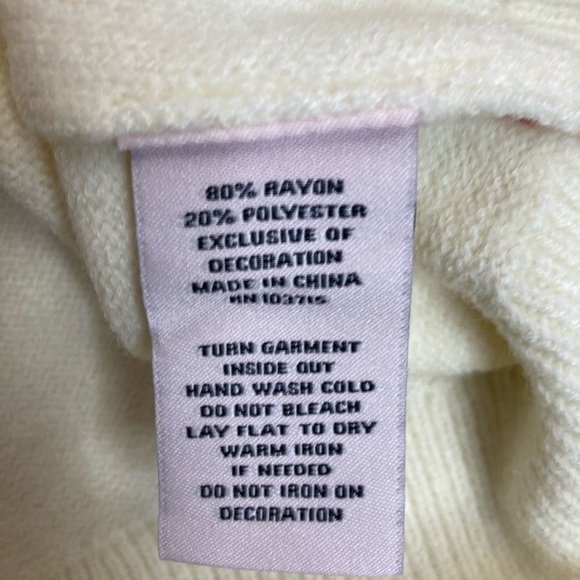 80% RAYON
20% POLYESTER
EXCLUSIVE OF
DECORATION
MADE IN CHINA
RN 103715
TURN GARMENT
INSIDE OUT
HAND WASH COLD
DO NOT BLEACH
LAY FLAT TO DRY
WARM IRON
IF NEEDED
DO NOT IRON ON
DECORATION